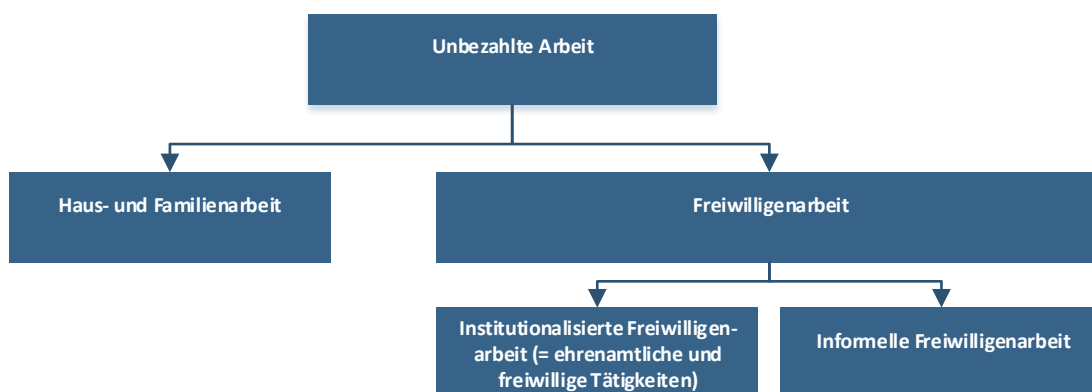 Unbezahlte Arbeit
Haus- und Familienarbeit
Freiwilligenarbeit
Institutionalisierte Freiwilligen-
arbeit (= ehrenamtliche und
freiwillige Tätigkeiten)
Informelle Freiwilligenarbeit